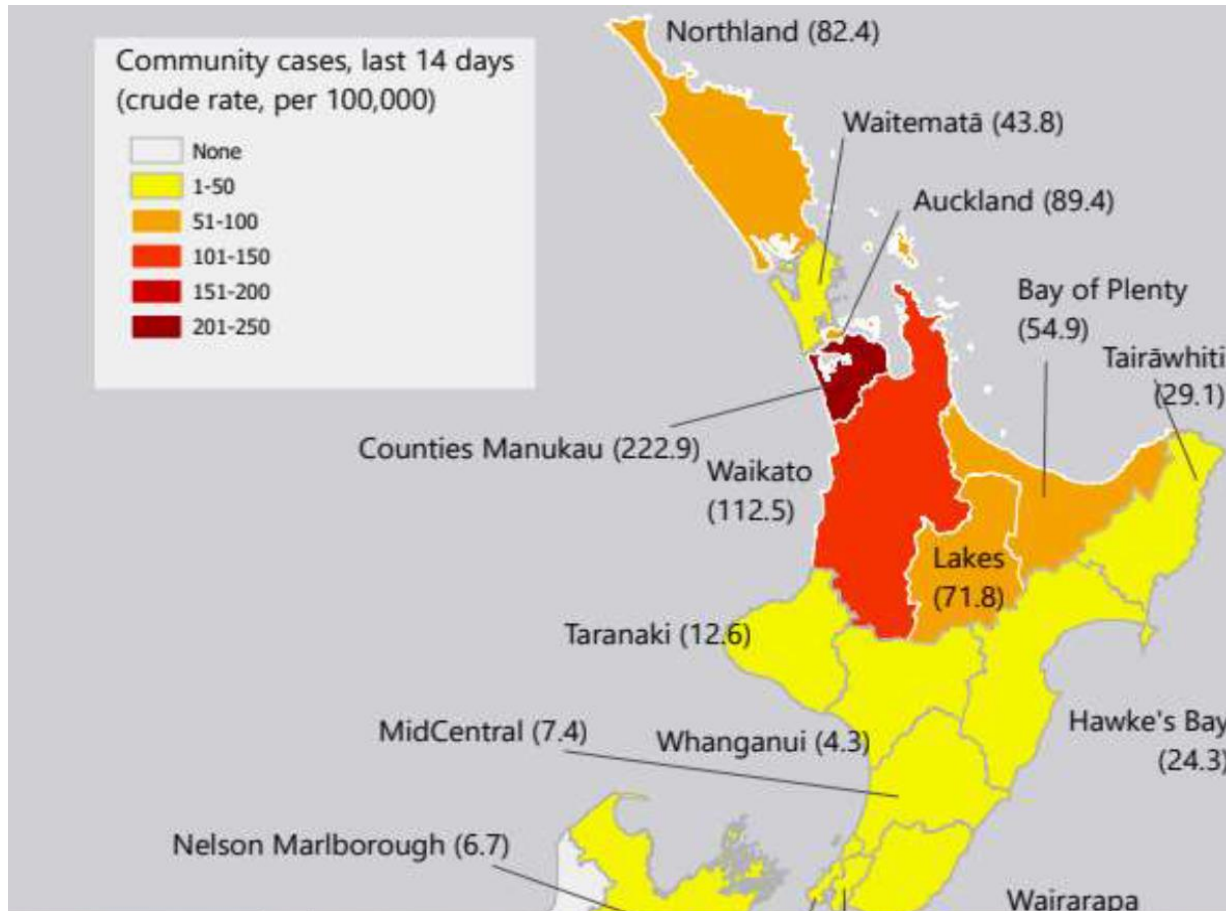 Community cases, last 14 days
(crude rate, per 100,000)
None
1-50
51-100
101-150
151-200
201-250
Northland (82.4)
Waitematā (43.8)
Auckland (89.4)
Bay of Plenty
(54.9)
Tairāwhiti
(29.1)
Counties Manukau (222.9)
Waikato
(112.5)
Lakes
(71.8)
Taranaki (12.6)
MidCentral (7.4)
Whanganui (4.3)
Hawke's Bay
(24.3)
Nelson Marlborough (6.7)
Wairarapa